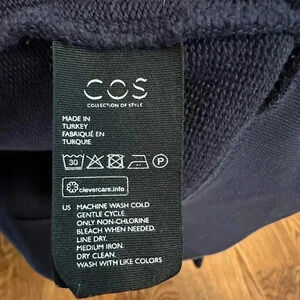 COS
COLLECTION OF STYLE
MADE IN
TURKEY
FABRIQUÉ EN
TURQUIE
30 P
clevercare.info
US MACHINE WASH COLD
GENTLE CYCLE.
ONLY NON-CHLORINE
BLEACH WHEN NEEDED.
LINE DRY.
MEDIUM IRON.
DRY CLEAN.
WASH WITH LIKE COLORS